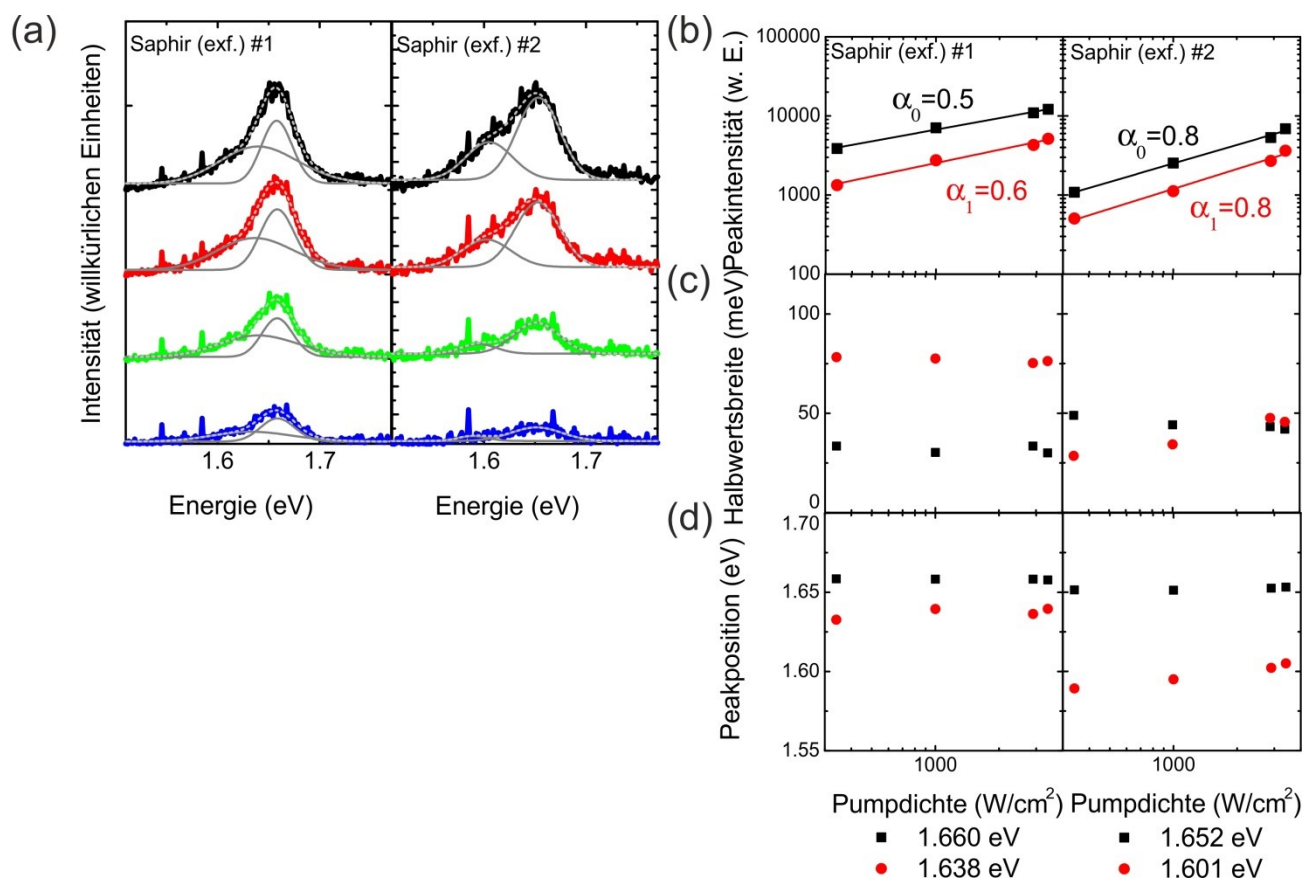 (a)
Saphir (exf.) #1
Saphir (exf.) #2
Intensität (willkürlichen Einheiten)
1.6
1.7
1.6
1.7
Energie (eV)
Energie (eV)
(b)
Saphir (exf.) #1
Saphir (exf.) #2
Peakintensität (w. E.)
100000
10000
1000
100
α₀=0.5
α₁=0.6
α₀=0.8
α₁=0.8
(c)
Halbwertsbreite (meV)
100
50
0
(d)
Peakposition (eV)
1.70
1.65
1.60
1.55
1000
1000
Pumpdichte (W/cm²)
Pumpdichte (W/cm²)
1.660 eV
1.652 eV
1.638 eV
1.601 eV